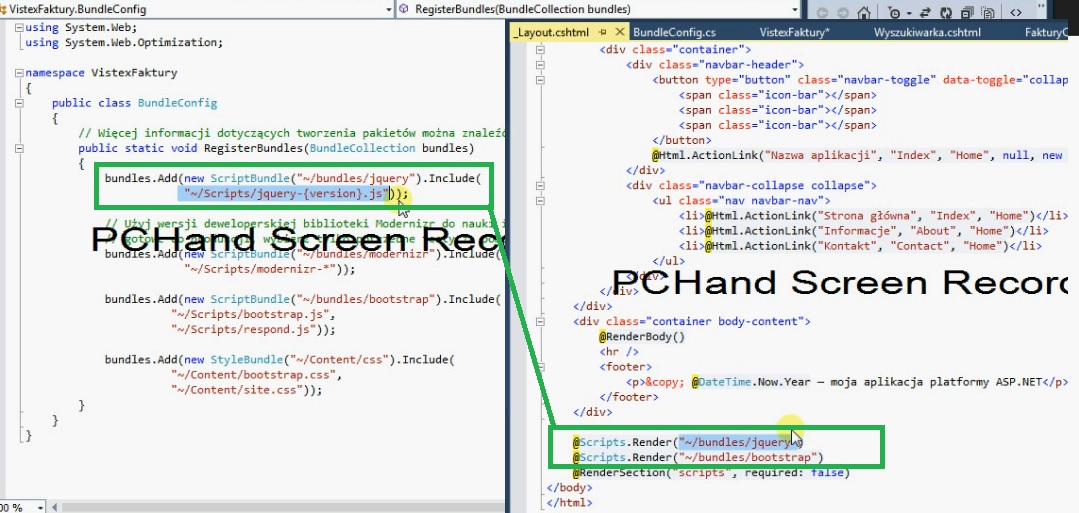 VistexFaktury.BundleConfig
RegisterBundles(BundleCollection bundles)
using System.Web;
using System.Web.Optimization;
namespace VistexFaktury
{
public class BundleConfig
{
// Więcej informacji dotyczących tworzenia pakietów można znaleź
public static void RegisterBundles(BundleCollection bundles)
{
bundles.Add(new ScriptBundle("~/bundles/jquery").Include(
"~/Scripts/jquery-{version}.js"));
// Użyj wersji deweloperskiej biblioteki Modernizr do nauki i
PCHand Screen Rec
bundles.Add(new ScriptBundle("~/bundles/modernizr").Include(
"~/Scripts/modernizr-*"));
bundles.Add(new ScriptBundle("~/bundles/bootstrap").Include(
"~/Scripts/bootstrap.js",
"~/Scripts/respond.js"));
bundles.Add(new StyleBundle("~/Content/css").Include(
"~/Content/bootstrap.css",
"~/Content/site.css"));
}
}
}
00 %
_Layout.cshtml BundleConfig.cs VistexFaktury* Wyszukiwarka.cshtml FakturyC
<div class="container">
<div class="navbar-header">
<button type="button" class="navbar-toggle" data-toggle="collap
<span class="icon-bar"></span>
<span class="icon-bar"></span>
<span class="icon-bar"></span>
</button>
@Html.ActionLink("Nazwa aplikacji", "Index", "Home", null, new
</div>
<div class="navbar-collapse collapse">
<ul class="nav navbar-nav">
<li>@Html.ActionLink("Strona główna", "Index", "Home")</li>
<li>@Html.ActionLink("Informacje", "About", "Home")</li>
<li>@Html.ActionLink("Kontakt", "Contact", "Home")</li>
</ul>
</div>
PCHand Screen Recor
</div>
</div>
<div class="container body-content">
@RenderBody()
<hr />
<footer>
<p>&copy; @DateTime.Now.Year – moja aplikacja platformy ASP.NET</p>
</footer>
</div>
@Scripts.Render("~/bundles/jquery")
@Scripts.Render("~/bundles/bootstrap")
@RenderSection("scripts", required: false)
</body>
</html>